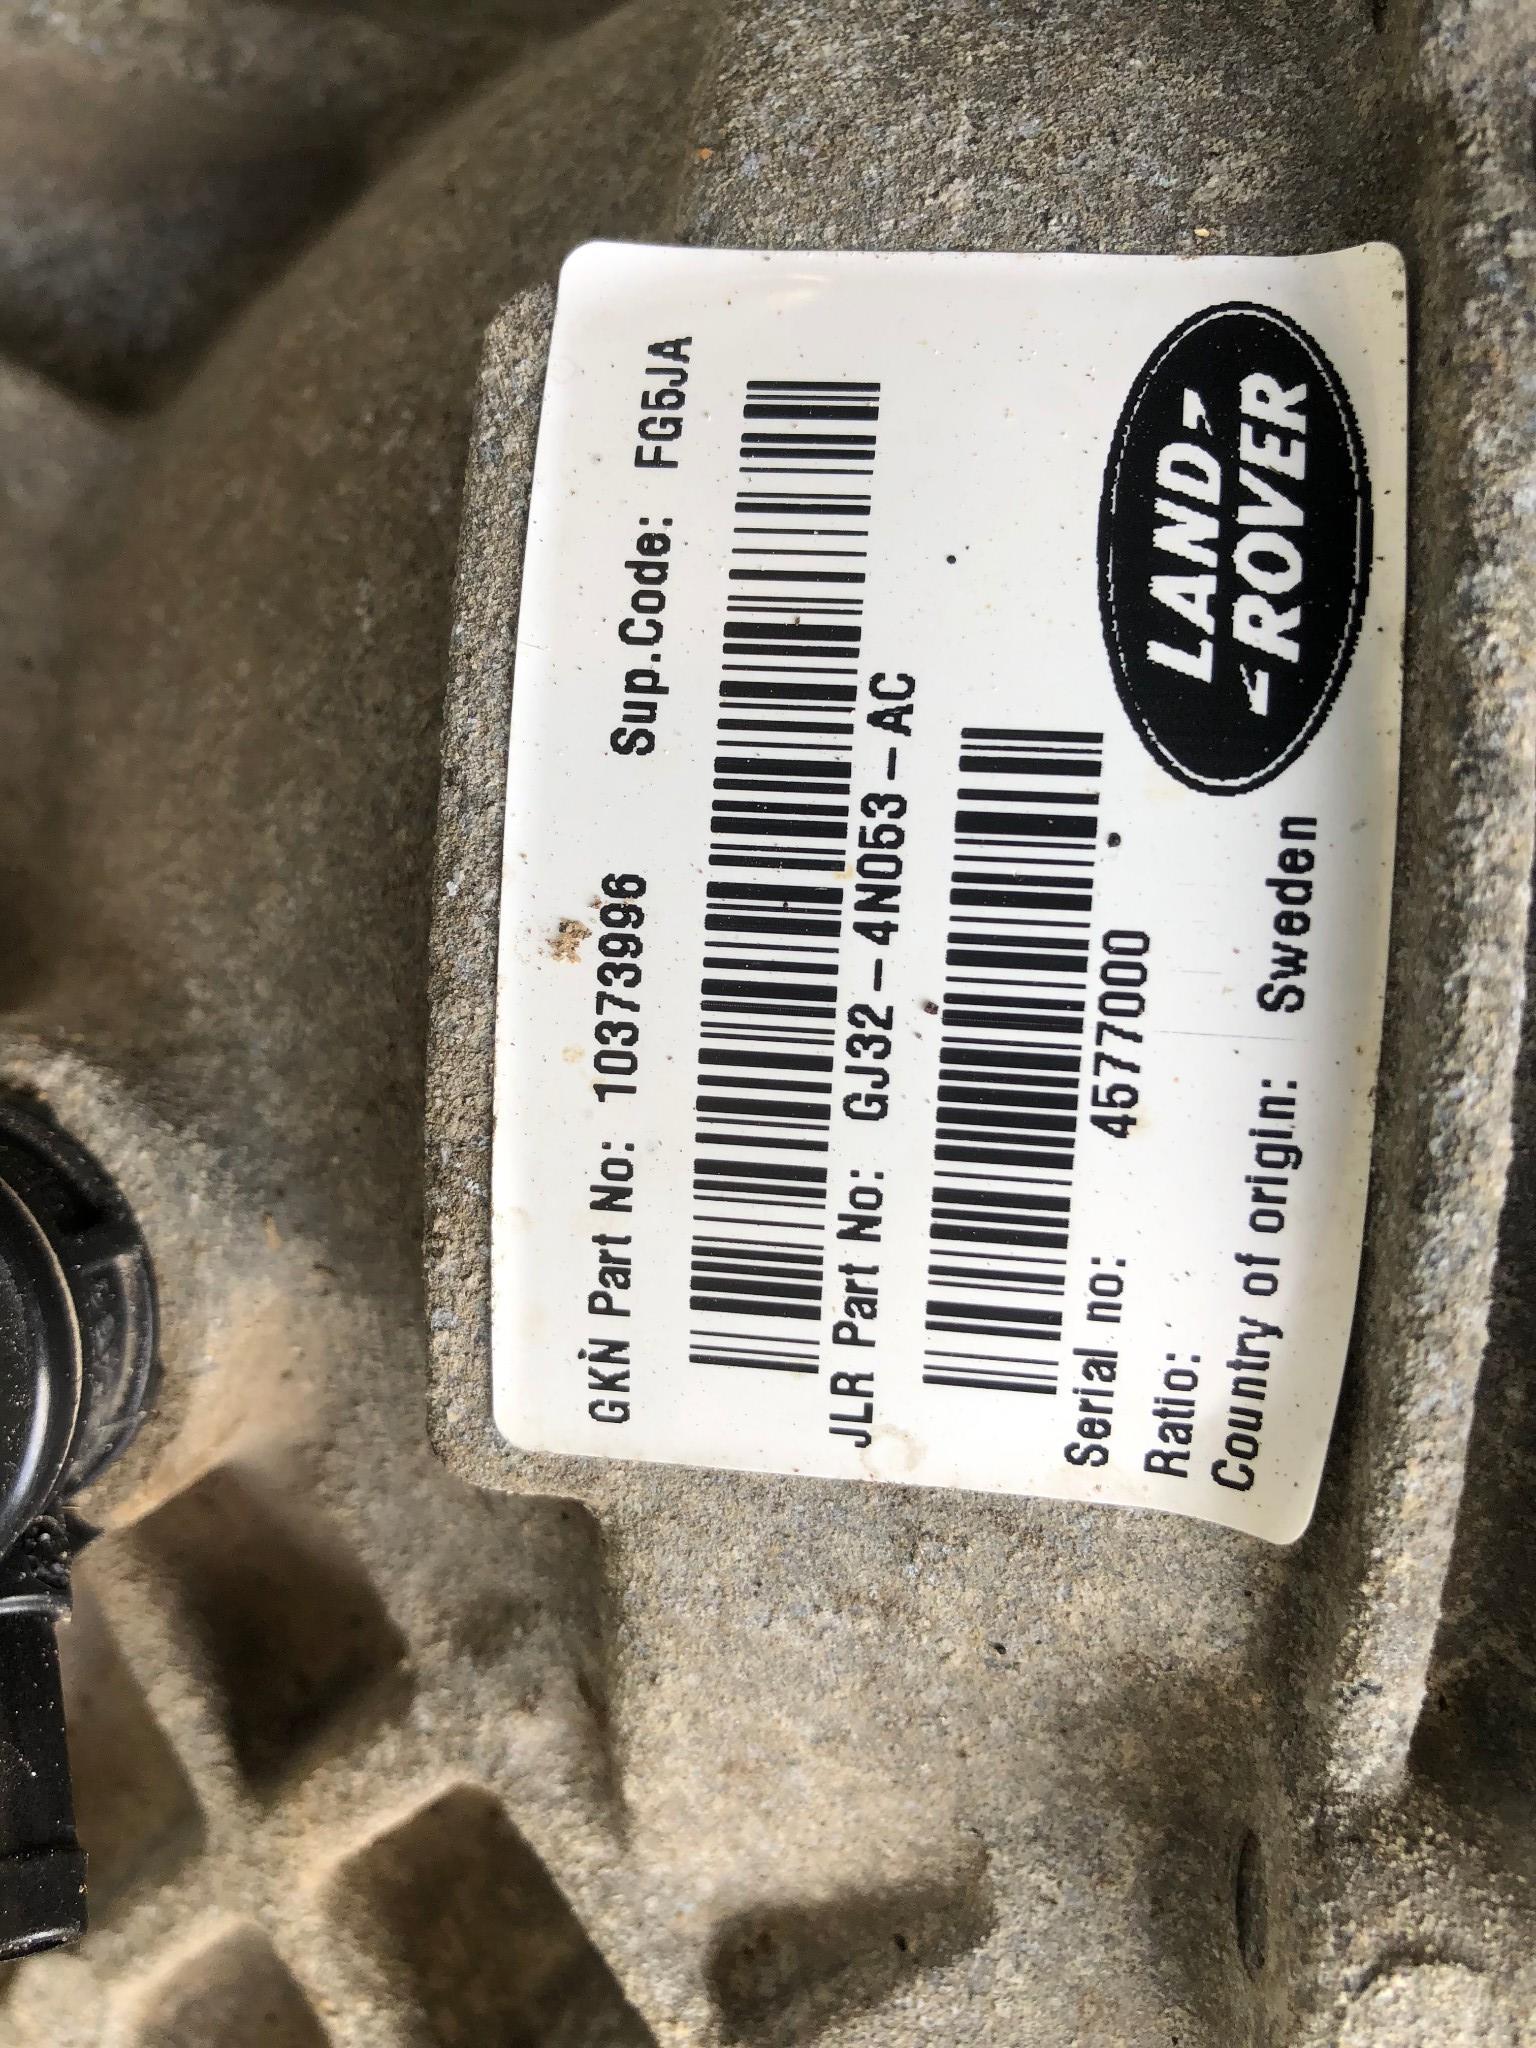 GKN Part No: 10373996 Sup.Code: FG5JA
JLR Part No: GJ32-4N053-AC
Serial no: 4577000
Ratio:
Country of origin: Sweden
LAND
ROVER